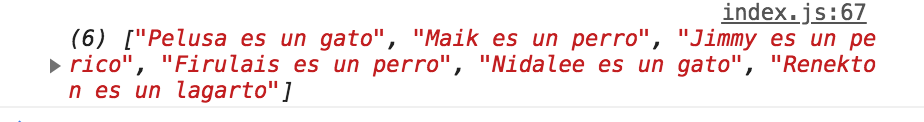 index.js:67
(6) ["Pelusa es un gato", "Maik es un perro", "Jimmy es un pe
rico", "Firulais es un perro", "Nidalee es un gato", "Renekto
n es un lagarto"]